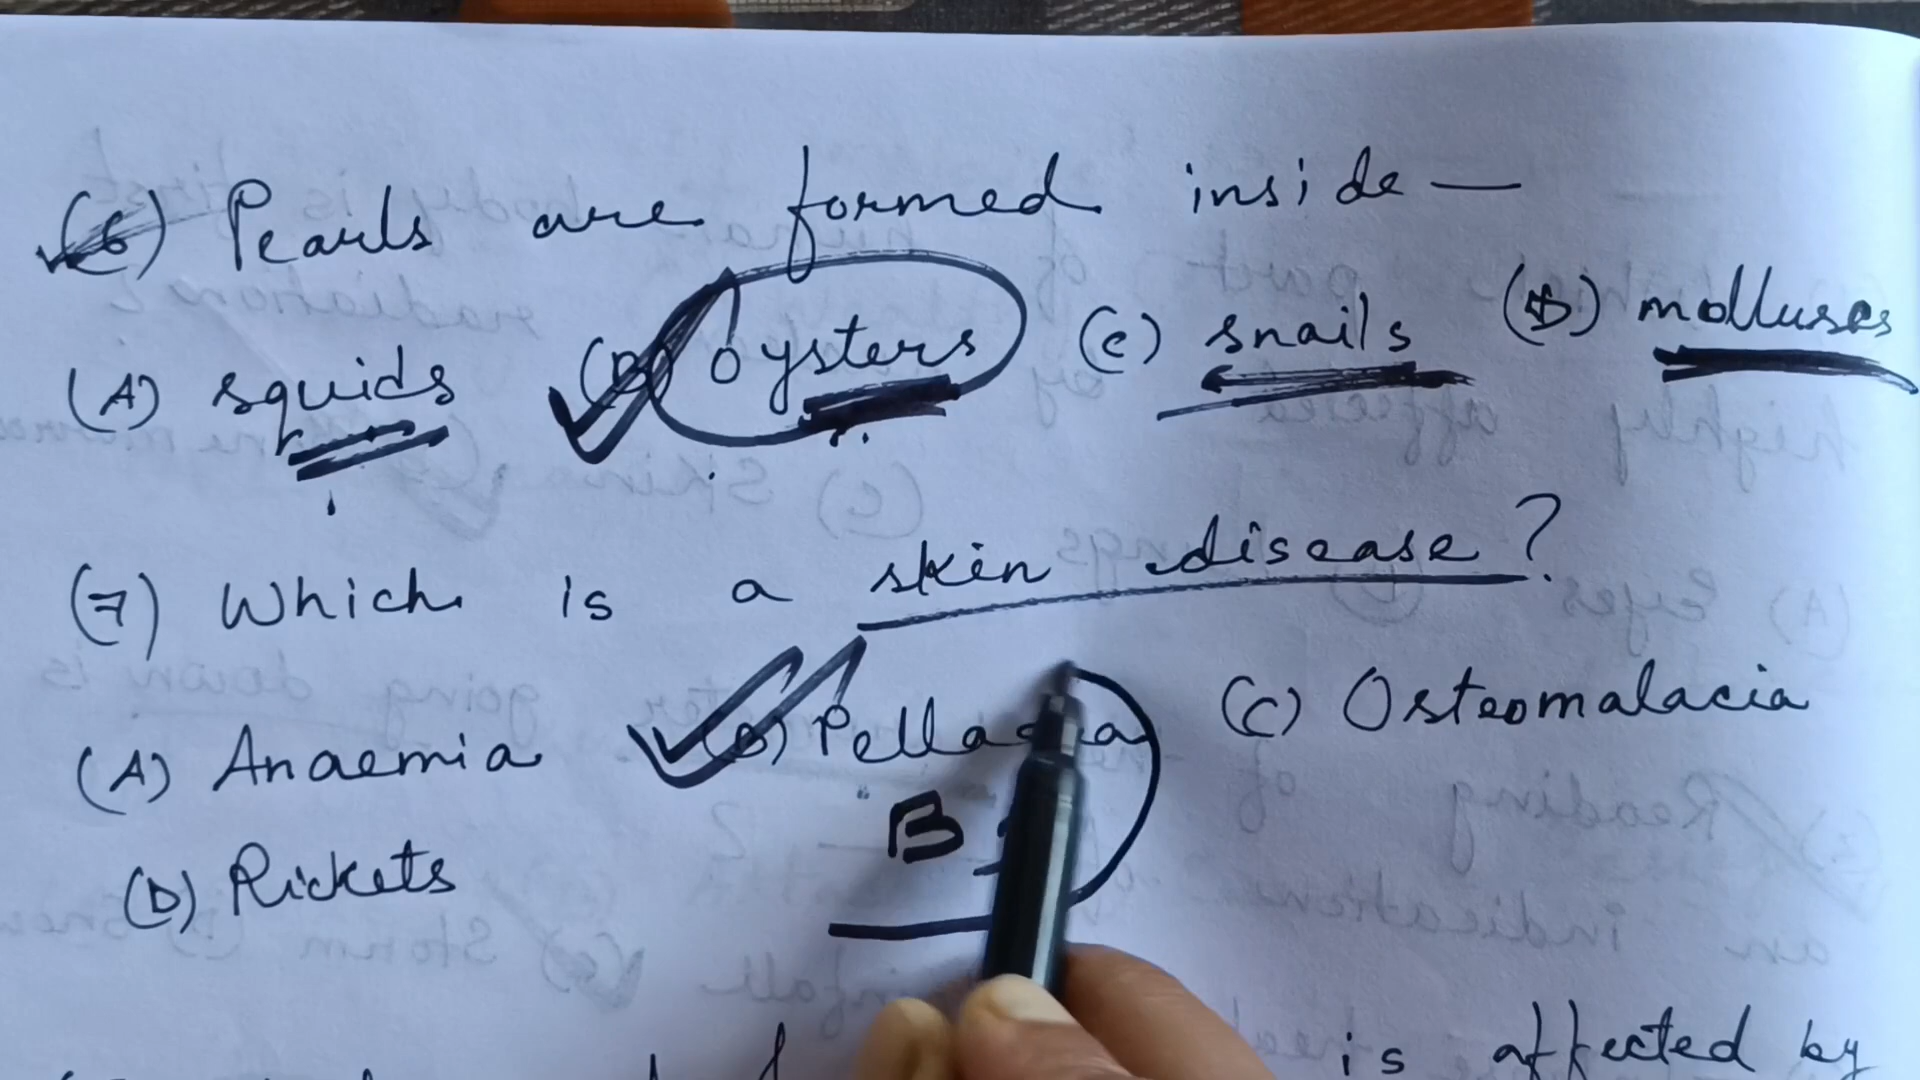 (6) Pearls are formed inside —
(A) squids (B) Oysters (C) snails (D) molluscs
(7) Which is a skin disease?
(A) Anaemia (B) Pellagra (C) Osteomalacia
B
(D) Rickets
is affected by